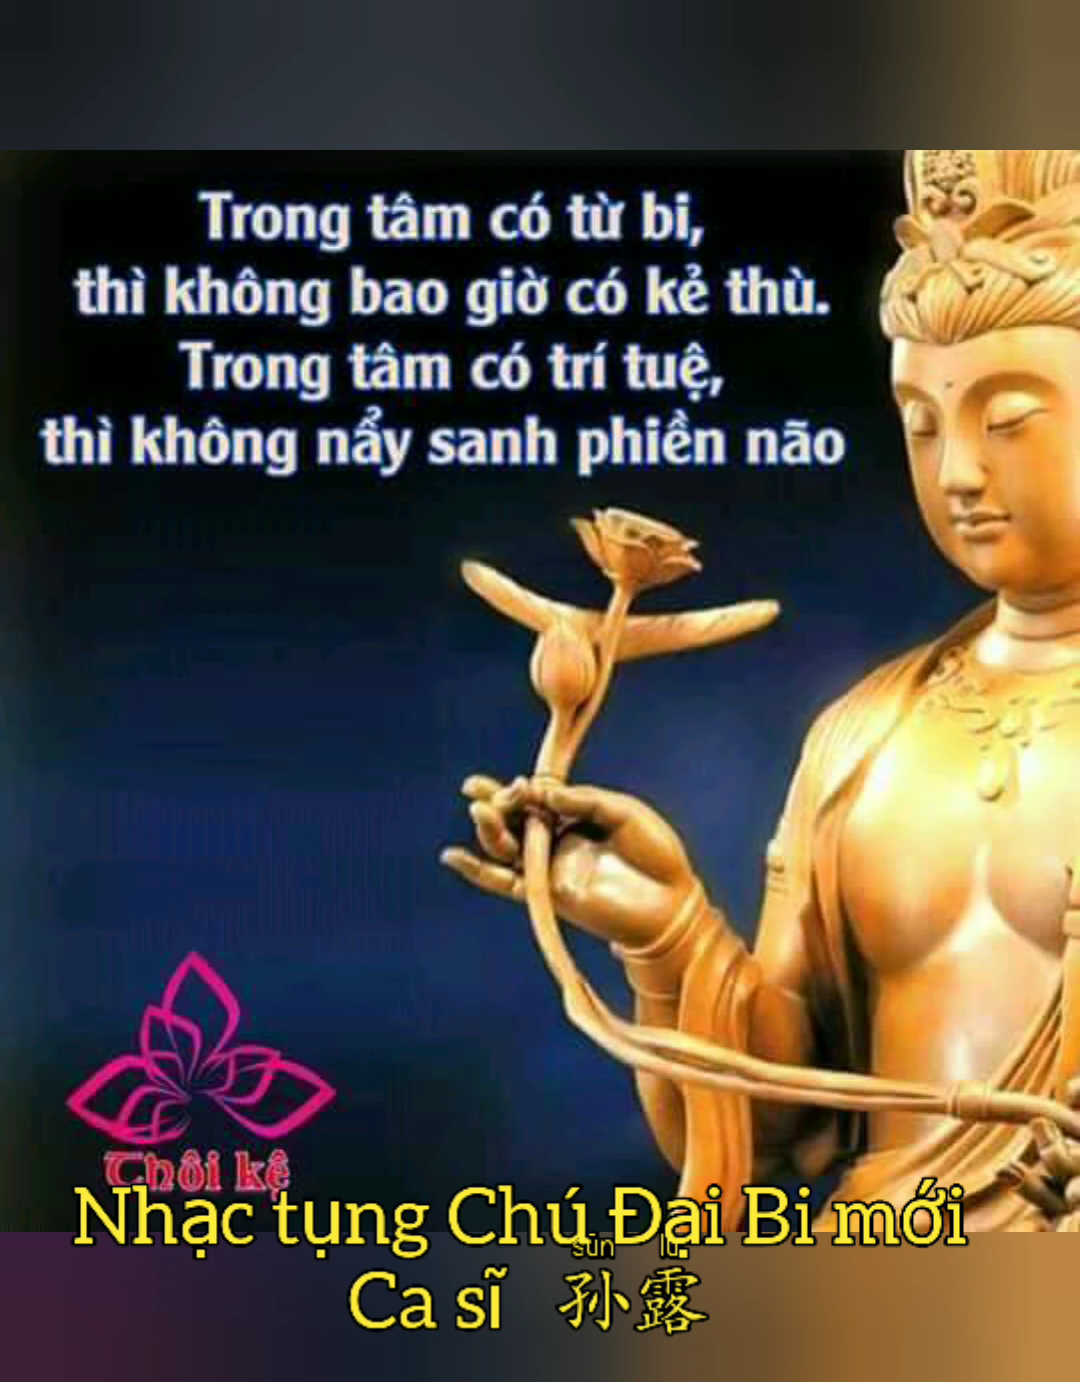 Trong tâm có từ bi,
thì không bao giờ có kẻ thù.
Trong tâm có trí tuệ,
thì không nẩy sanh phiền não
Thôi kệ
Nhạc tụng Chú Đại Bi mới
sūn lù
Ca sĩ 孙露